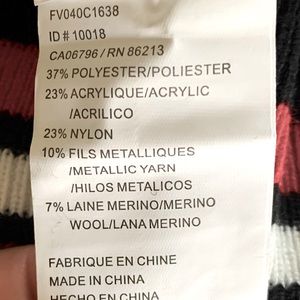 FV040C1638
ID # 10018
CA06796 / RN 86213
37% POLYESTER/POLIESTER
23% ACRYLIQUE/ACRYLIC
/ACRILICO
23% NYLON
10% FILS METALLIQUES
/METALLIC YARN
/HILOS METALICOS
7% LAINE MERINO/MERINO
WOOL/LANA MERINO
FABRIQUE EN CHINE
MADE IN CHINA
HECHO EN CHINA